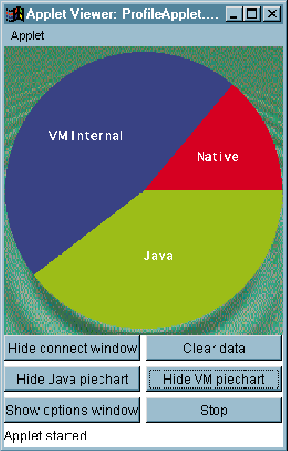 Applet Viewer: ProfileApplet....
Applet
VM Internal
Native
Java
Hide connect window
Clear data
Hide Java piechart
Hide VM piechart
Show options window
Stop
Applet started